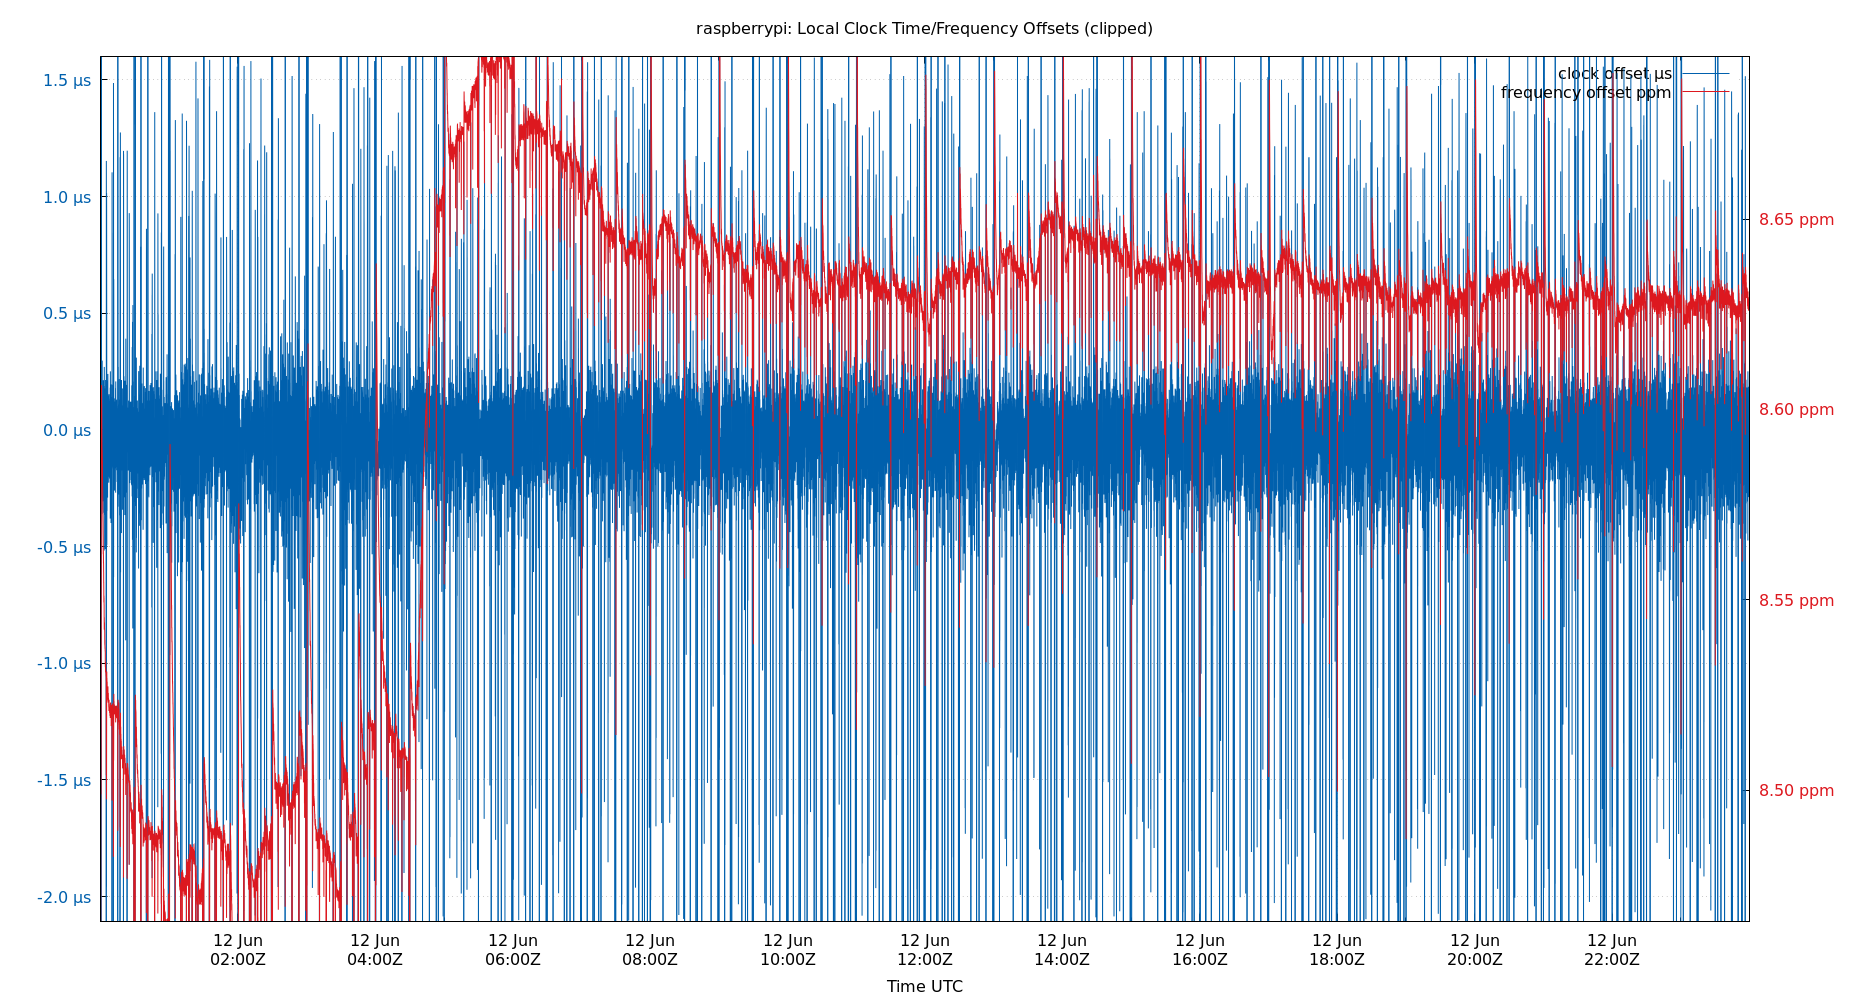 raspberrypi: Local Clock Time/Frequency Offsets (clipped)
clock offset µs
frequency offset ppm
1.5 µs
1.0 µs
0.5 µs
0.0 µs
-0.5 µs
-1.0 µs
-1.5 µs
-2.0 µs
8.65 ppm
8.60 ppm
8.55 ppm
8.50 ppm
12 Jun 12 Jun 12 Jun 12 Jun 12 Jun 12 Jun 12 Jun 12 Jun 12 Jun 12 Jun 12 Jun
02:00Z 04:00Z 06:00Z 08:00Z 10:00Z 12:00Z 14:00Z 16:00Z 18:00Z 20:00Z 22:00Z
Time UTC